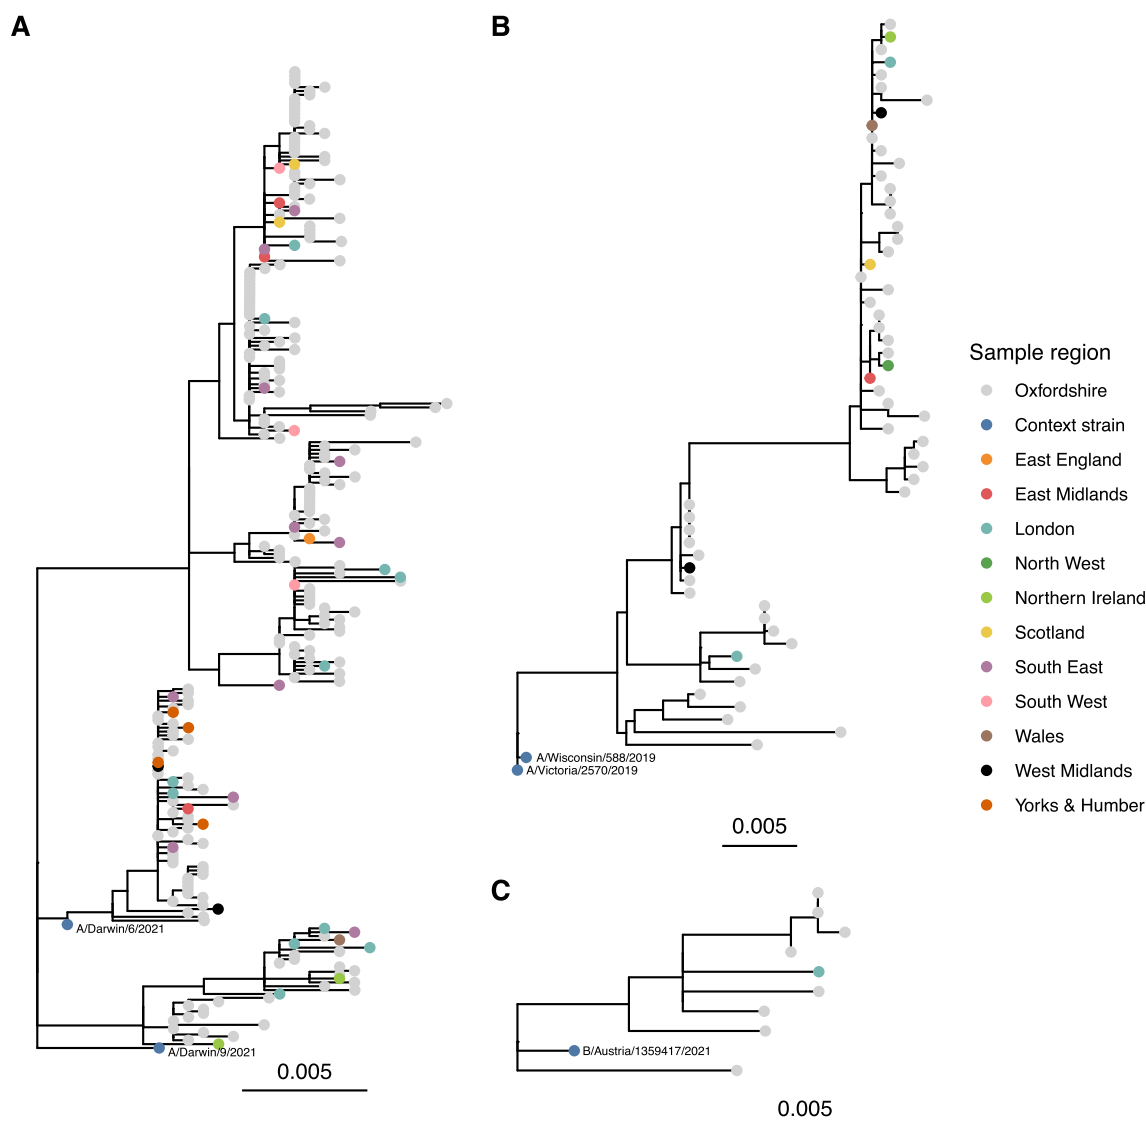 A
B
Sample region
Oxfordshire
Context strain
East England
East Midlands
London
North West
Northern Ireland
Scotland
South East
South West
Wales
West Midlands
Yorks & Humber
A/Wisconsin/588/2019
A/Victoria/2570/2019
0.005
C
A/Darwin/6/2021
A/Darwin/9/2021
0.005
B/Austria/1359417/2021
0.005